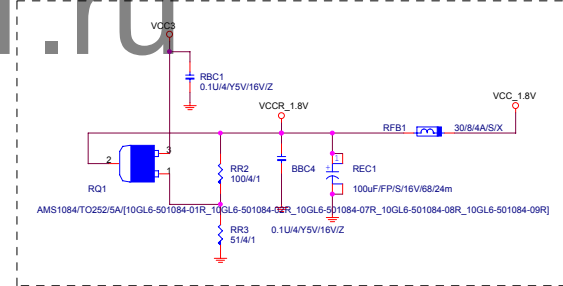 r.ru
VCC3
RBC1
0.1U/4/Y5V/16V/Z
VCCR_1.8V
VCC_1.8V
RFB1
30/8/4A/S/X
2
3
1
RQ1
RR2
100/4/1
BBC4
1
REC1
100uF/FP/S/16V/68/24m
AMS1084/TO252/5A/[10GL6-501084-01R_10GL6-501084-02R_10GL6-501084-07R_10GL6-501084-08R_10GL6-501084-09R]
RR3
51/4/1
0.1U/4/Y5V/16V/Z